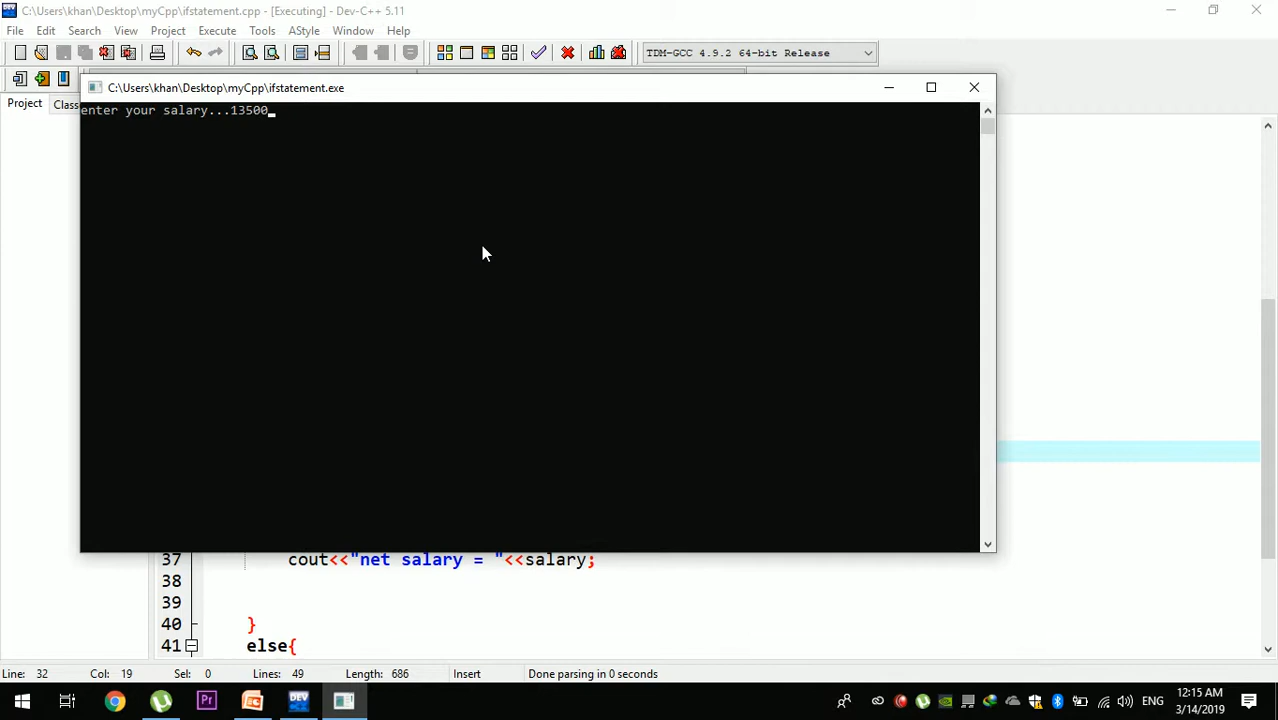 C:\Users\khan\Desktop\myCpp\ifstatement.cpp - [Executing] - Dev-C++ 5.11
File Edit Search View Project Execute Tools AStyle Window Help
TDM-GCC 4.9.2 64-bit Release
C:\Users\khan\Desktop\myCpp\ifstatement.exe
Project Clas
enter your salary...13500
37 cout<<"net salary = "<<salary;
38
39
40 }
41 else{
Line: 32 Col: 19 Sel: 0 Lines: 49 Length: 686 Insert Done parsing in 0 seconds
DEV
Pr
ENG
12:15 AM
3/14/2019